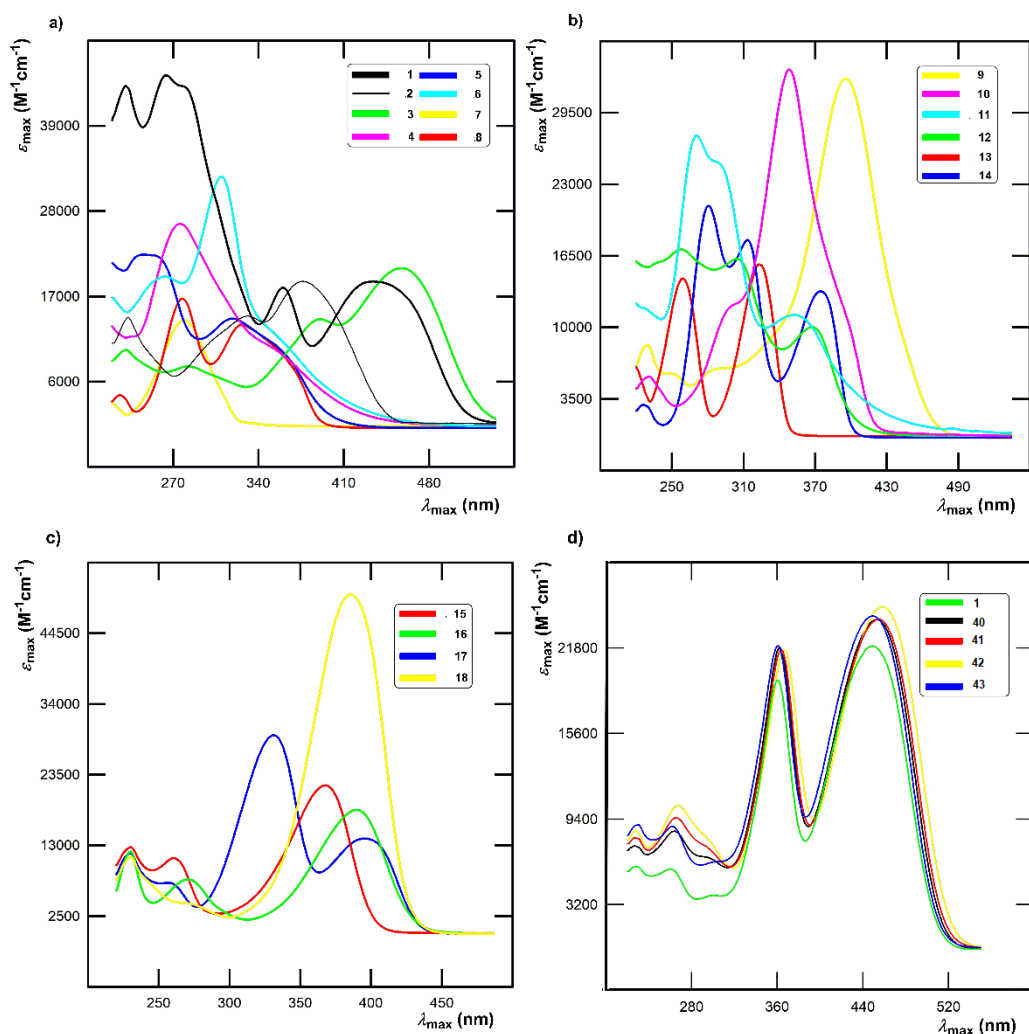 a)
εmax (M-1cm-1)
39000
28000
17000
6000
1 5
.2 .6
3 7
4 .8
270 340 410 480
λmax (nm)
b)
εmax (M-1cm-1)
29500
23000
16500
10000
3500
9
10
. 11
12
13
14
250 310 370 430 490
λmax (nm)
c)
εmax (M-1cm-1)
44500
34000
23500
13000
2500
. 15
16
17
18
250 300 350 400 450
λmax (nm)
d)
εmax (M-1cm-1)
21800
15600
9400
3200
1
40
41
42
43
280 360 440 520
λmax (nm)